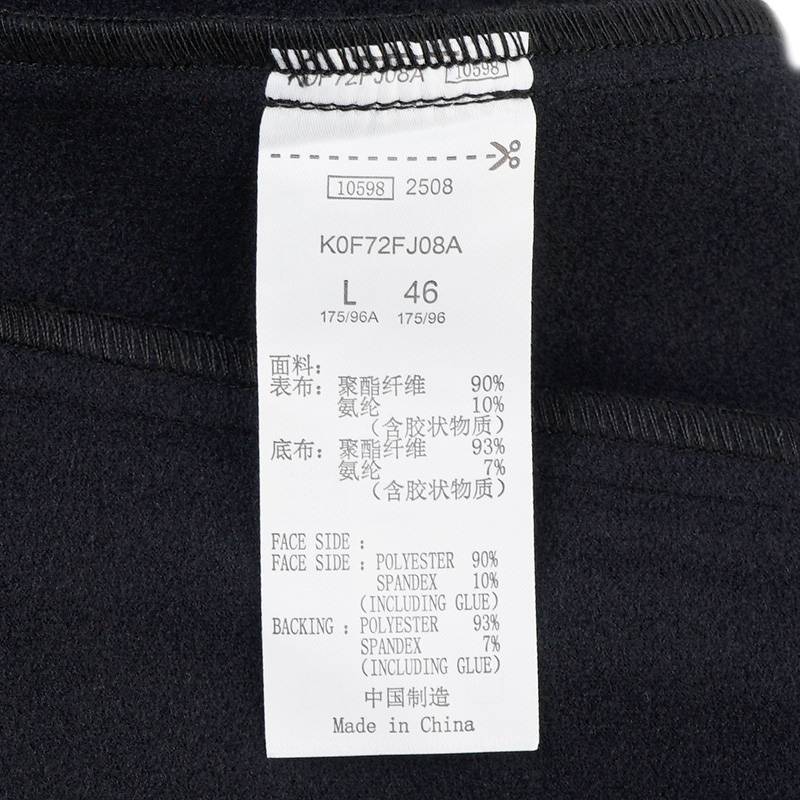 K0F72FJ08A 10598
10598 2508
K0F72FJ08A
L 46
175/96A 175/96
面料：
表布：聚酯纤维 90%
氨纶 10%
（含胶状物质）
底布：聚酯纤维 93%
氨纶 7%
（含胶状物质）
FACE SIDE :
FACE SIDE : POLYESTER 90%
SPANDEX 10%
(INCLUDING GLUE)
BACKING : POLYESTER 93%
SPANDEX 7%
(INCLUDING GLUE)
中国制造
Made in China